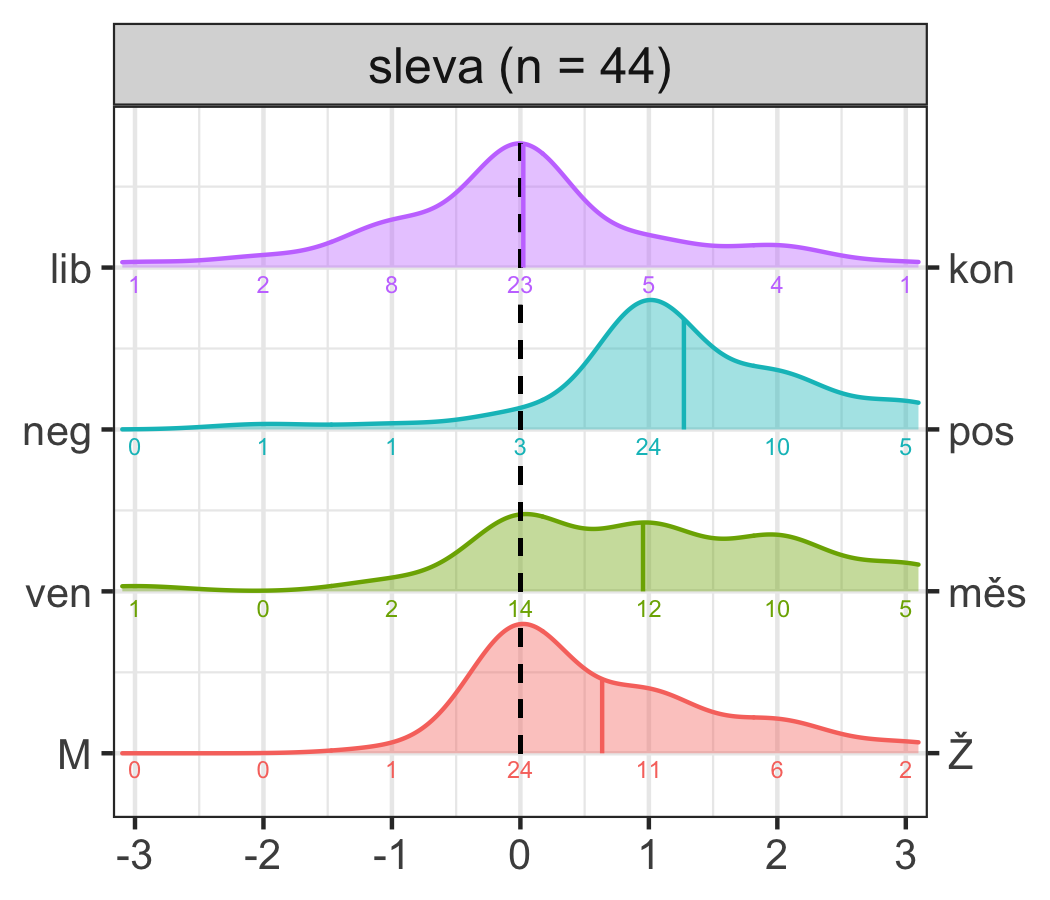 sleva (n = 44)
lib kon
1 2 8 23 5 4 1
neg pos
0 1 1 3 24 10 5
ven měs
1 0 2 14 12 10 5
M Ž
0 0 1 24 11 6 2
-3 -2 -1 0 1 2 3